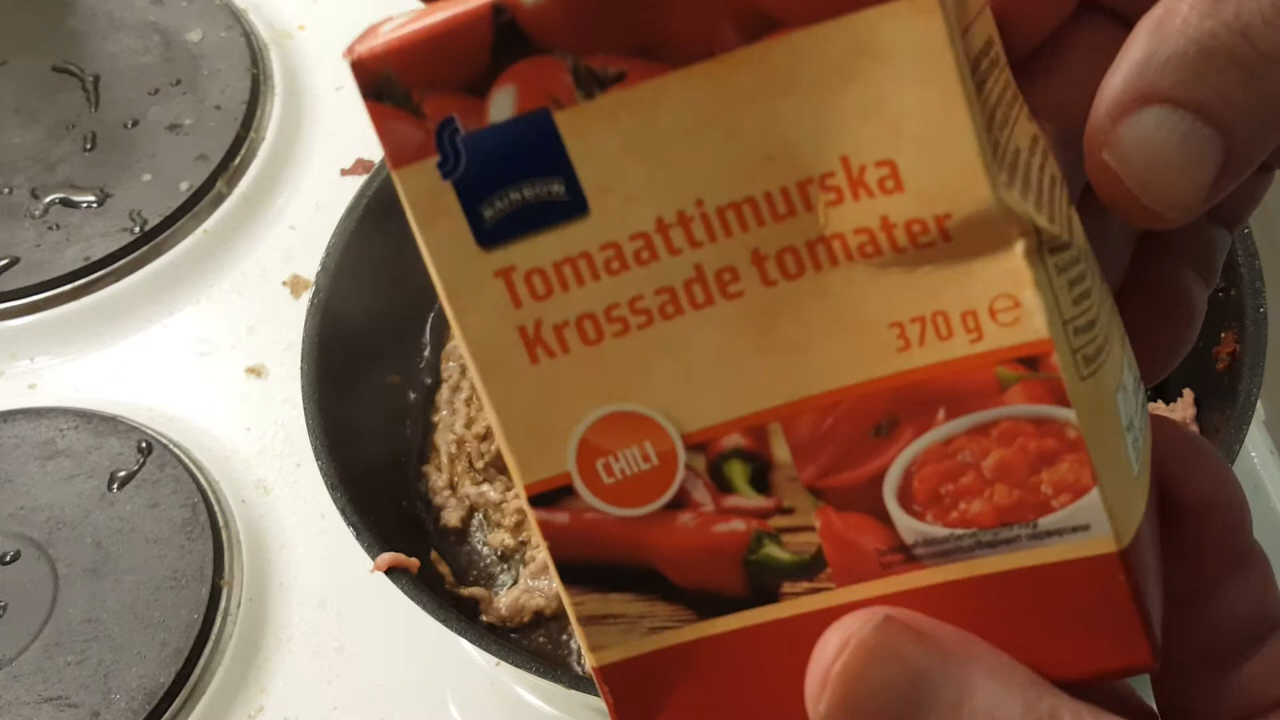 RAINBOW
Tomaattimurska
Krossade tomater
370 g e
CHILI